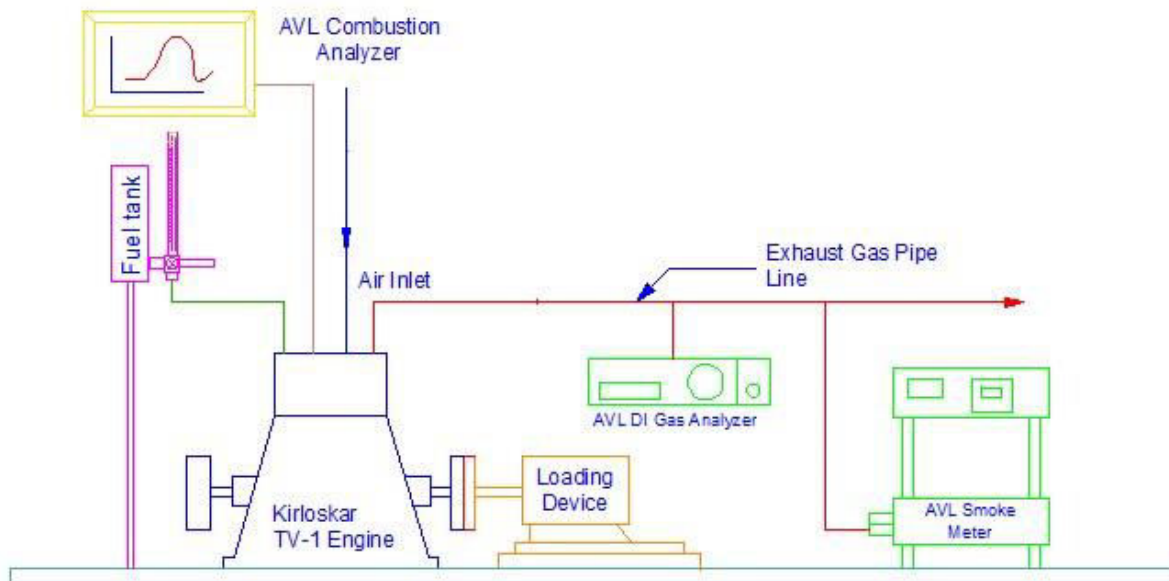 AVL Combustion
Analyzer
Fuel tank
Air Inlet
Exhaust Gas Pipe
Line
AVL DI Gas Analyzer
Loading
Device
Kirloskar
TV-1 Engine
AVL Smoke
Meter